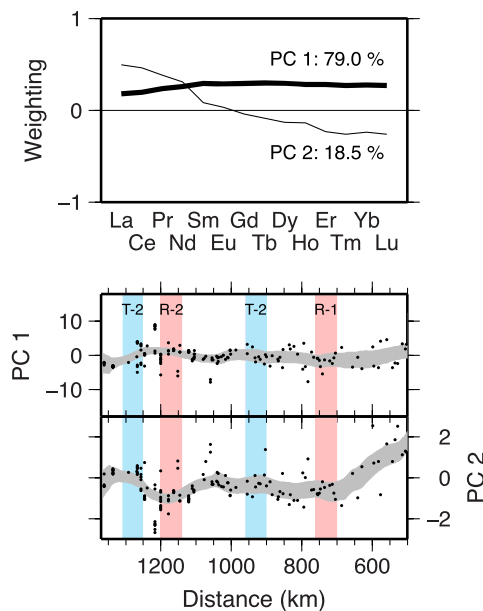 1
PC 1: 79.0 %
Weighting
0
PC 2: 18.5 %
−1
La Pr Sm Gd Dy Er Yb
Ce Nd Eu Tb Ho Tm Lu
T-2 R-2 T-2 R-1
10
PC 1
0
−10
2
0
PC 2
−2
1200 1000 800 600
Distance (km)